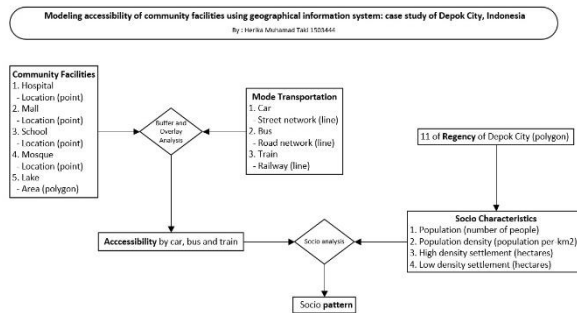 Modeling accessibility of community facilities using geographical information system: case study of Depok City, Indonesia
By : Herika Muhamad Taki 1503444
Community Facilities
1. Hospital
- Location (point)
2. Mall
- Location (point)
3. School
- Location (point)
4. Mosque
- Location (point)
5. Lake
- Area (polygon)
Buffer and
Overlay
Analysis
Mode Transportation
1. Car
- Street network (line)
2. Bus
- Road network (line)
3. Train
- Railway (line)
11 of Regency of Depok City (polygon)
Acccessibility by car, bus and train
Socio analysis
Socio Characteristics
1. Population (number of people)
2. Population density (population per-km2)
3. High density settlement (hectares)
4. Low density settlement (hectares)
Socio pattern